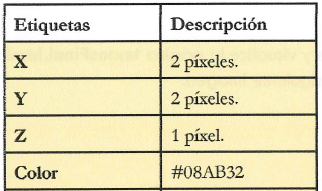 Etiquetas Descripción
X 2 píxeles.
Y 2 píxeles.
Z 1 píxel.
Color #08AB32